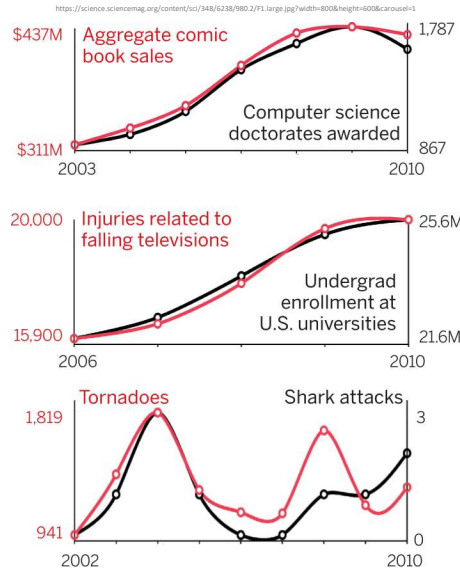 https://science.sciencemag.org/content/sci/348/6238/980.2/F1.large.jpg?width=800&height=600&carousel=1
$437M
Aggregate comic
book sales
1,787
Computer science
doctorates awarded
$311M
867
2003
2010
20,000
Injuries related to
falling televisions
25.6M
Undergrad
enrollment at
U.S. universities
15,900
21.6M
2006
2010
Tornadoes
Shark attacks
1,819
3
941
0
2002
2010